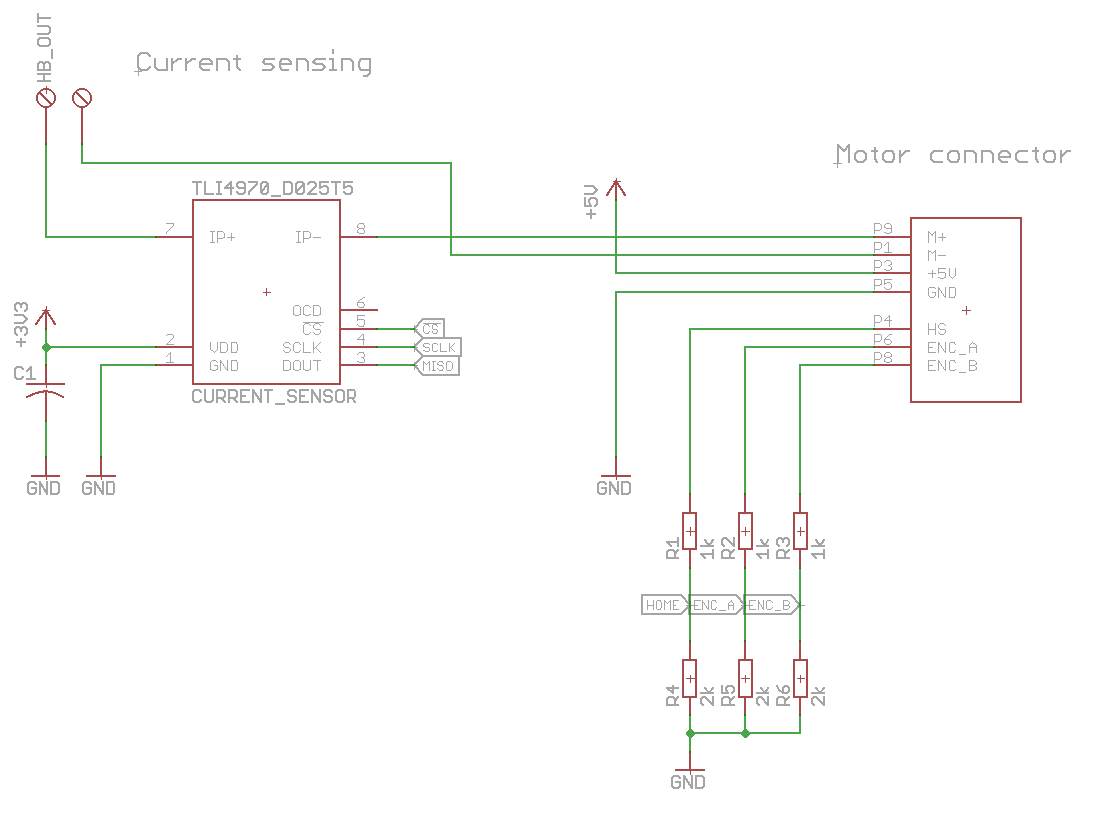 HB_OUT
Current sensing
Motor connector
TLI4970_D025T5
+5V
7 IP+ IP- 8
P9 M+
P1 M-
P3 +5V
P5 GND
OCD 6
CS 5 CS
+3V3
2 VDD SCLK 4 SCLK
1 GND DOUT 3 MISO
P4 HS
P6 ENC_A
P8 ENC_B
C1
CURRENT_SENSOR
GND GND GND
R1 1k R2 1k R3 1k
HOME ENC_A ENC_B
R4 2k R5 2k R6 2k
GND